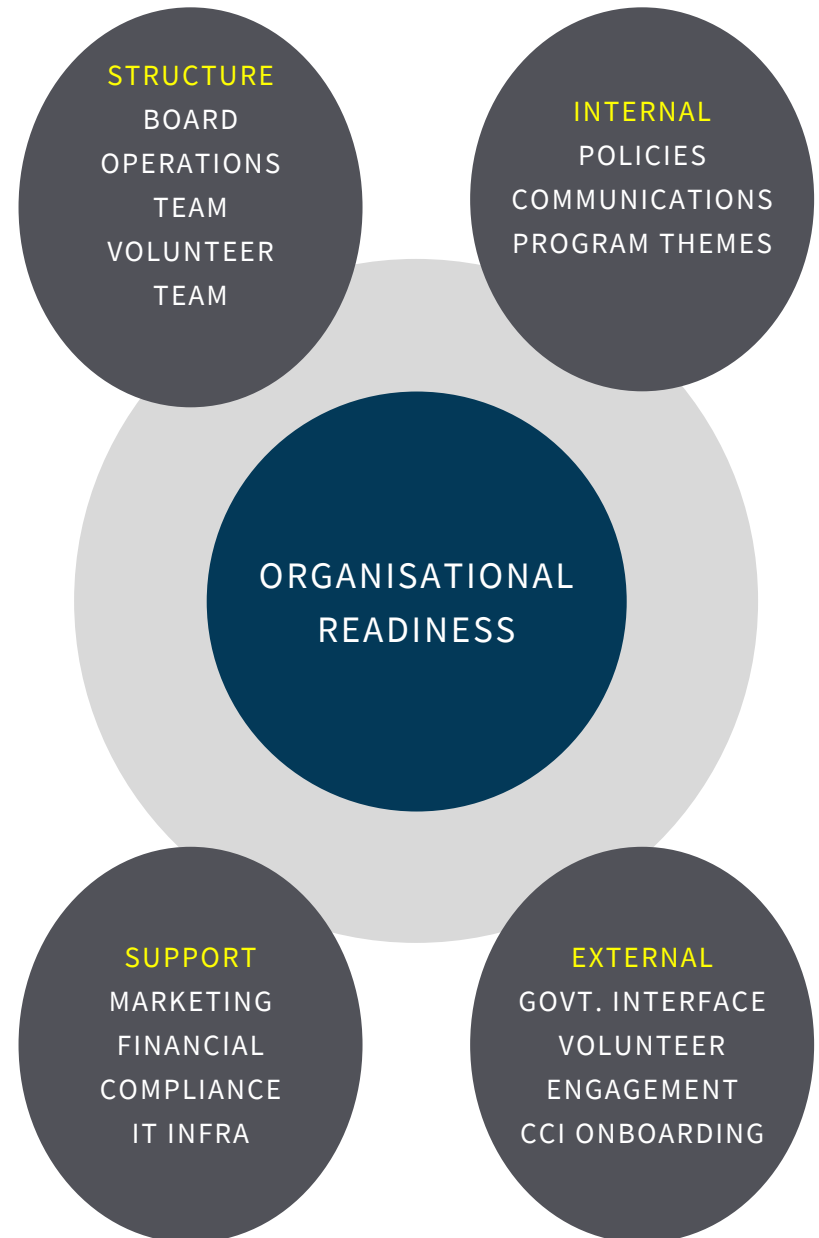 STRUCTURE
BOARD
OPERATIONS
TEAM
VOLUNTEER
TEAM
INTERNAL
POLICIES
COMMUNICATIONS
PROGRAM THEMES
ORGANISATIONAL
READINESS
SUPPORT
MARKETING
FINANCIAL
COMPLIANCE
IT INFRA
EXTERNAL
GOVT. INTERFACE
VOLUNTEER
ENGAGEMENT
CCI ONBOARDING